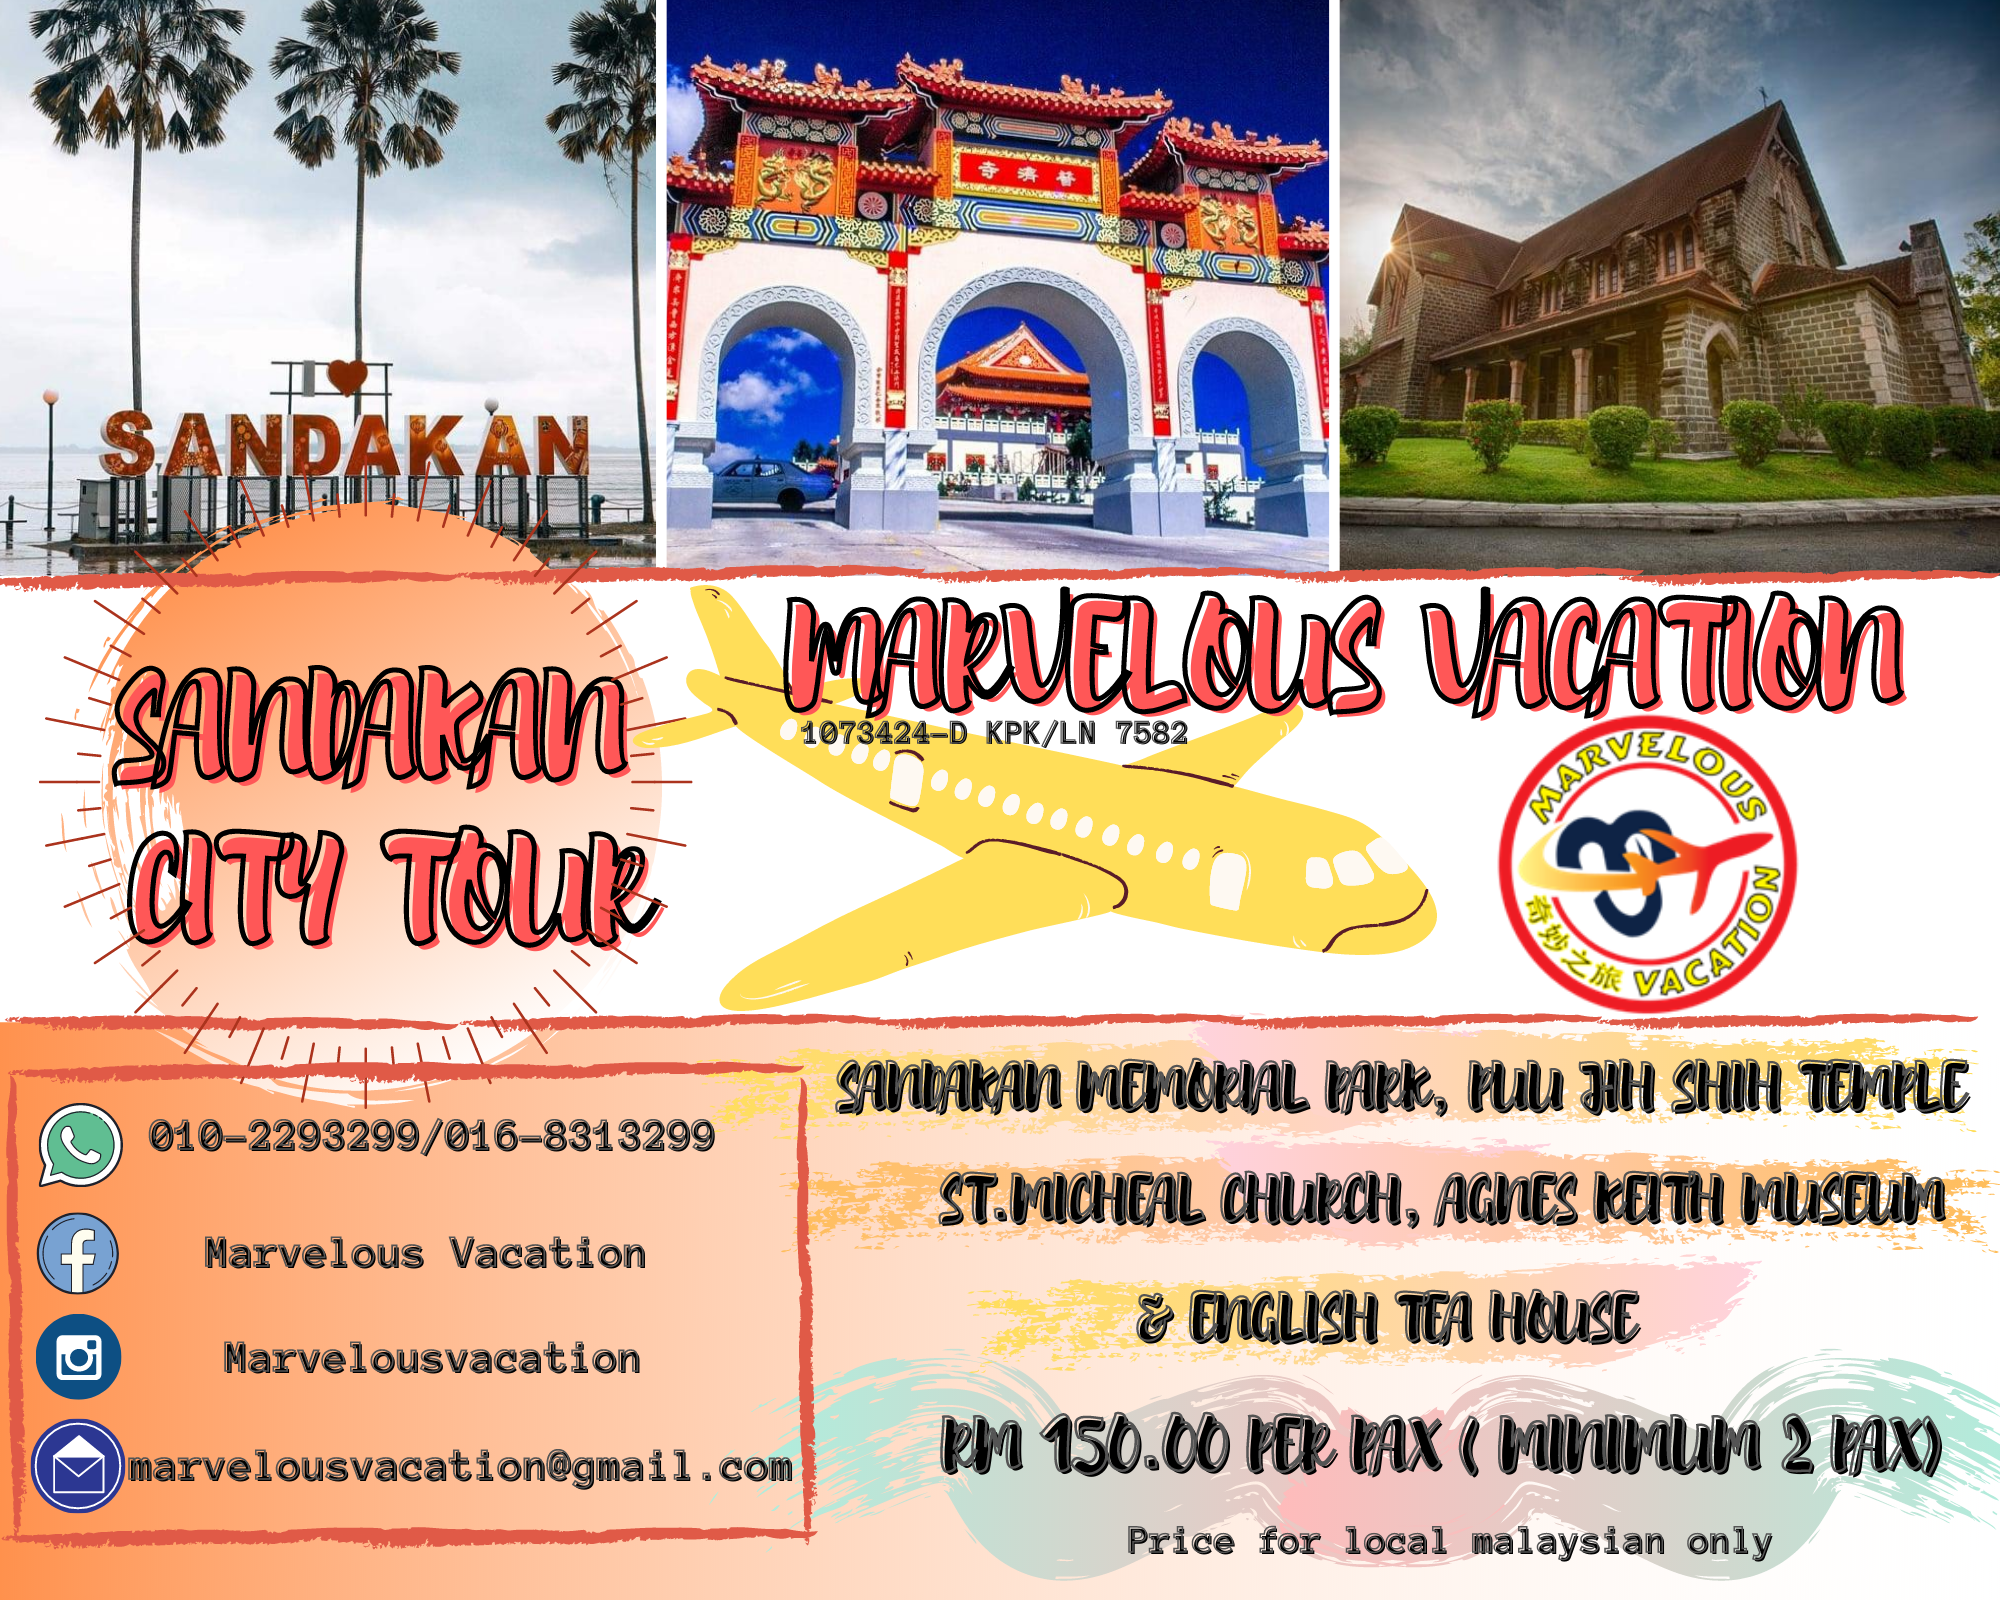 I
SANDAKAN
寺濟普
MARVELOUS VACATION
1073424-D KPK/LN 7582
SANDAKAN
CITY TOUR
MARVELOUS
奇妙之旅 VACATION
010-2293299/016-8313299
Marvelous Vacation
Marvelousvacation
marvelousvacation@gmail.com
SANDAKAN MEMORIAL PARK, PUU JIH SHIH TEMPLE
ST.MICHEAL CHURCH, AGNES KEITH MUSEUM
& ENGLISH TEA HOUSE
RM 150.00 PER PAX ( MINIMUM 2 PAX)
Price for local malaysian only